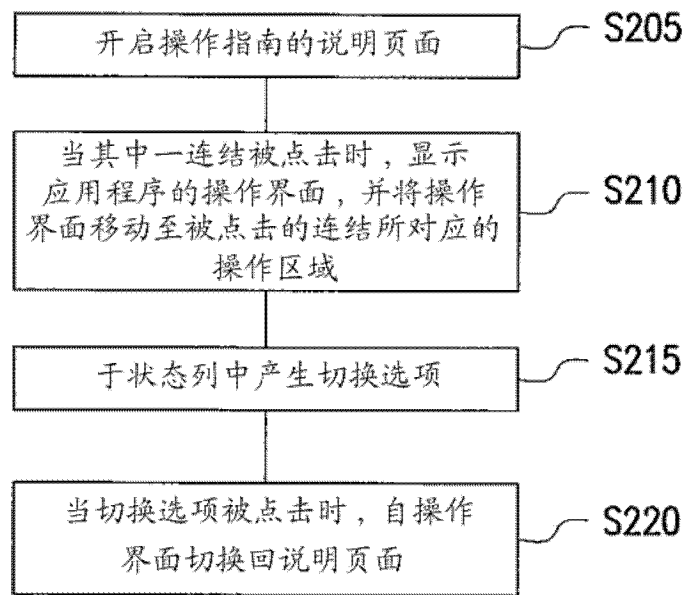 开启操作指南的说明页面
S205
当其中一连结被点击时,显示
应用程序的操作界面,并将操作
界面移动至被点击的连结所对应的
操作区域
S210
于状态列中产生切换选项
S215
当切换选项被点击时,自操作
界面切换回说明页面
S220